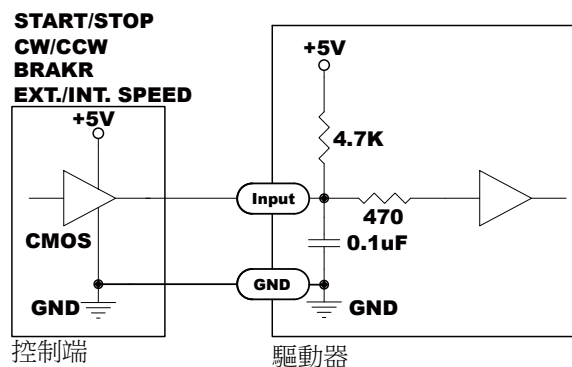 START/STOP
CW/CCW
BRAKR
EXT./INT. SPEED
+5V
CMOS
GND
控制端
Input
GND
+5V
4.7K
470
0.1uF
GND
驅動器